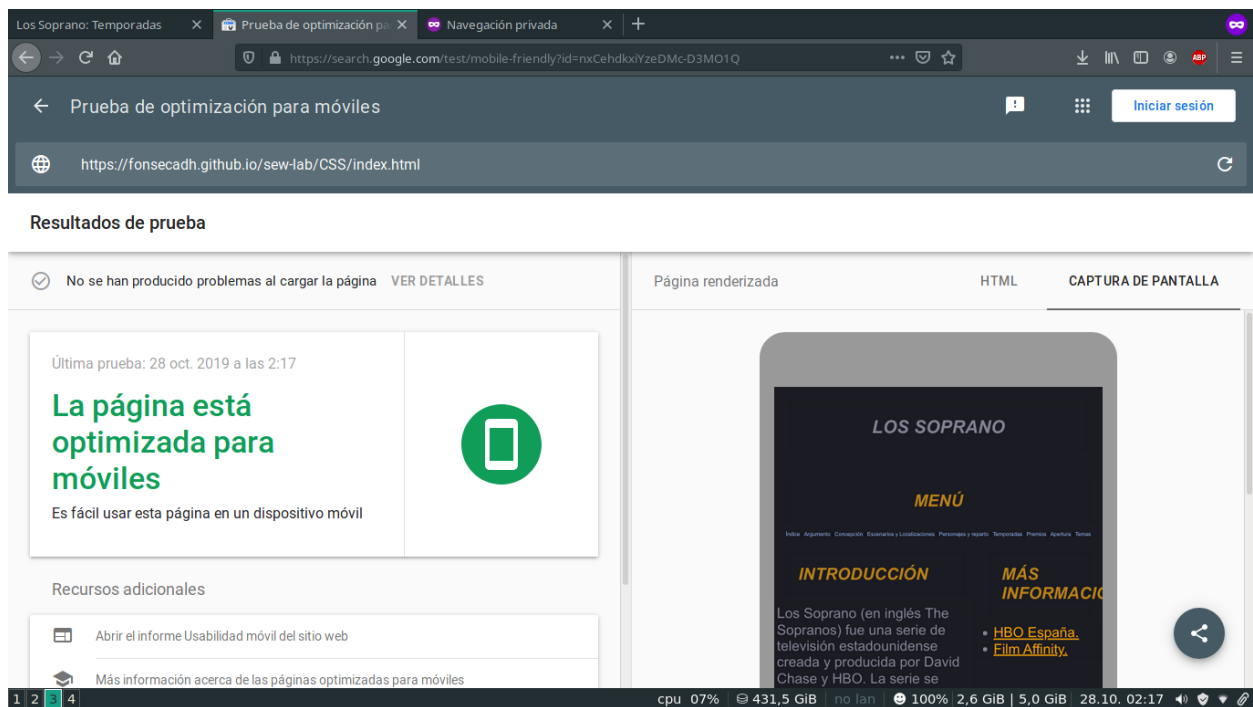 Los Soprano: Temporadas
Prueba de optimización pa
Navegación privada
https://search.google.com/test/mobile-friendly?id=nxCehdkxiYzeDMc-D3MO1Q
ABP
Prueba de optimización para móviles
Iniciar sesión
https://fonsecadh.github.io/sew-lab/CSS/index.html
Resultados de prueba
No se han producido problemas al cargar la página VER DETALLES
Página renderizada HTML CAPTURA DE PANTALLA
Última prueba: 28 oct. 2019 a las 2:17
La página está
optimizada para
móviles
Es fácil usar esta página en un dispositivo móvil
Recursos adicionales
Abrir el informe Usabilidad móvil del sitio web
Más información acerca de las páginas optimizadas para móviles
LOS SOPRANO
MENÚ
Índice Argumento Concepción Escenarios y Localizaciones Personajes y reparto Temporadas Premios Apertura Temas
INTRODUCCIÓN
Los Soprano (en inglés The
Sopranos) fue una serie de
televisión estadounidense
creada y producida por David
Chase y HBO. La serie se
MÁS
INFORMACIÓ
HBO España.
Film Affinity.
1 2 3 4
cpu 07% 431,5 GiB no lan 100% 2,6 GiB | 5,0 GiB 28.10. 02:17